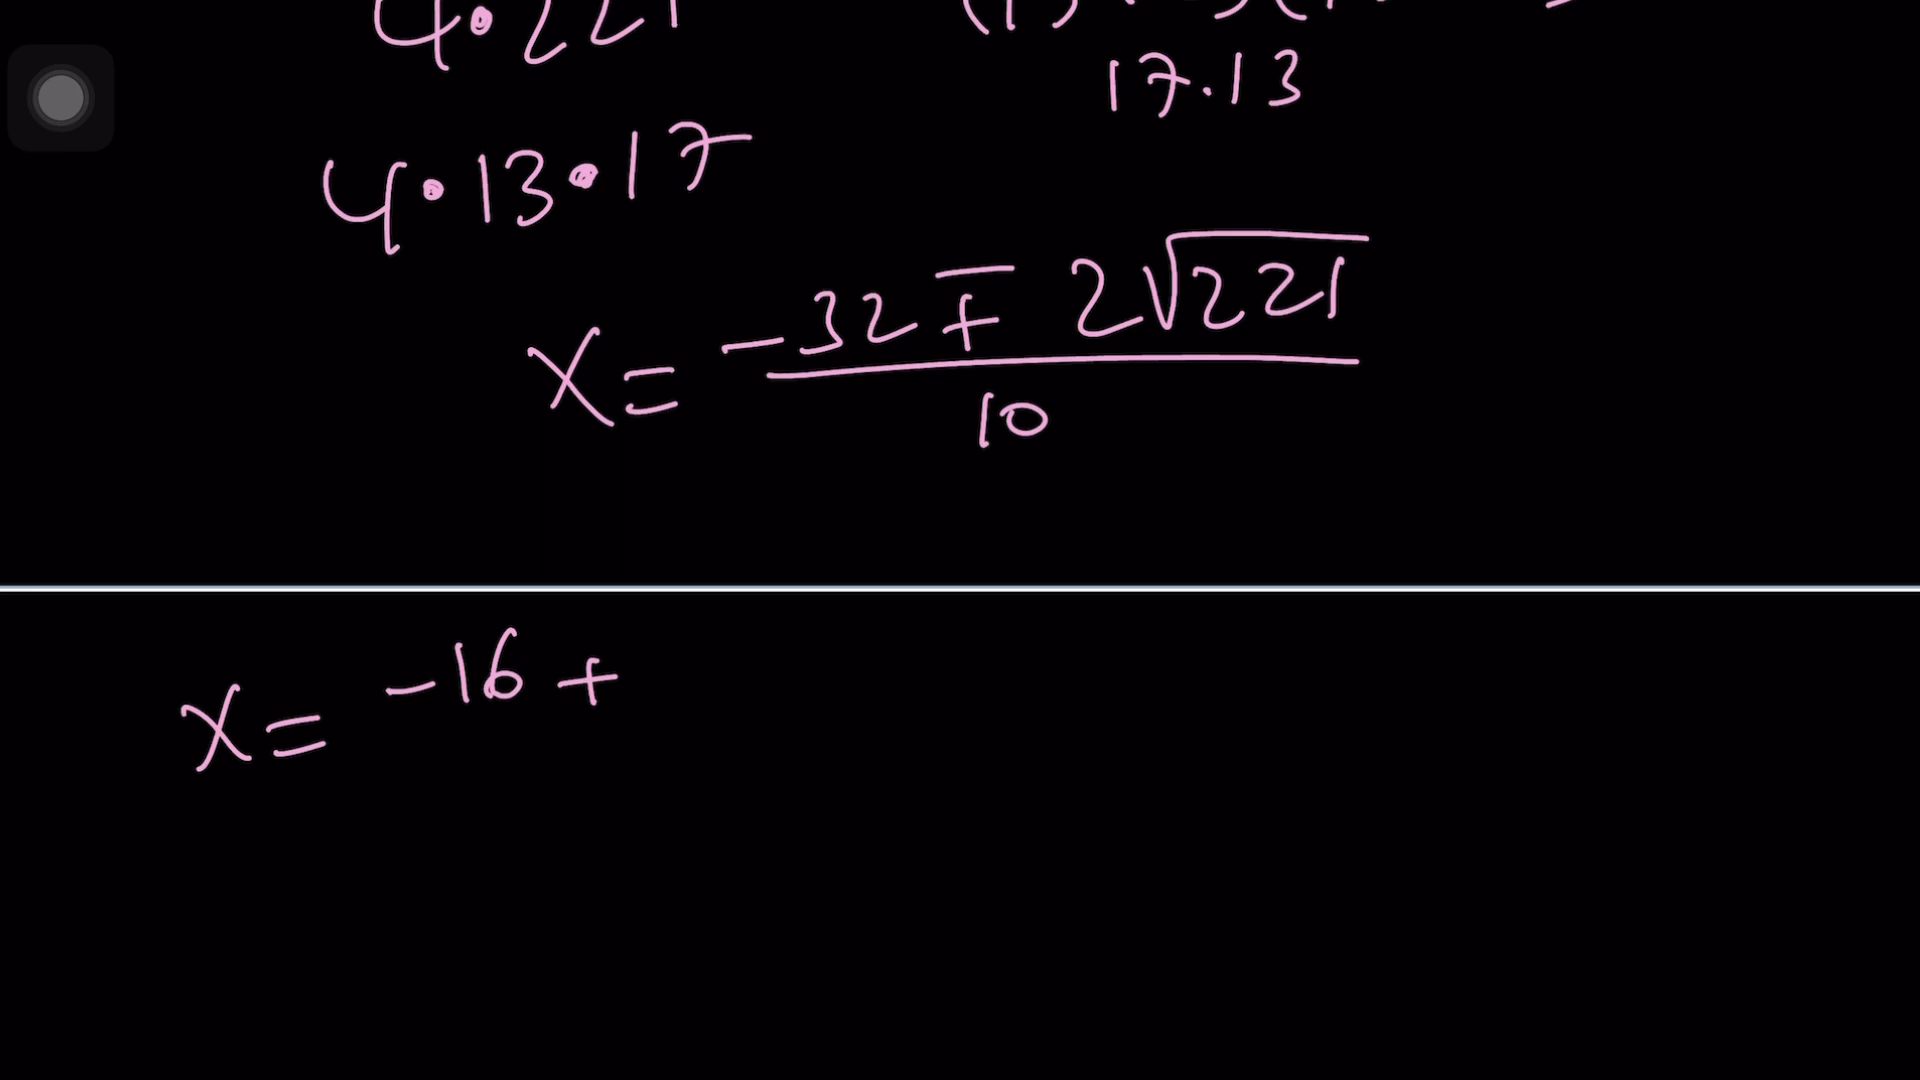 4・221
17.13
4・13・17
x = (-32 ∓ 2√221) / 10
x = -16 +